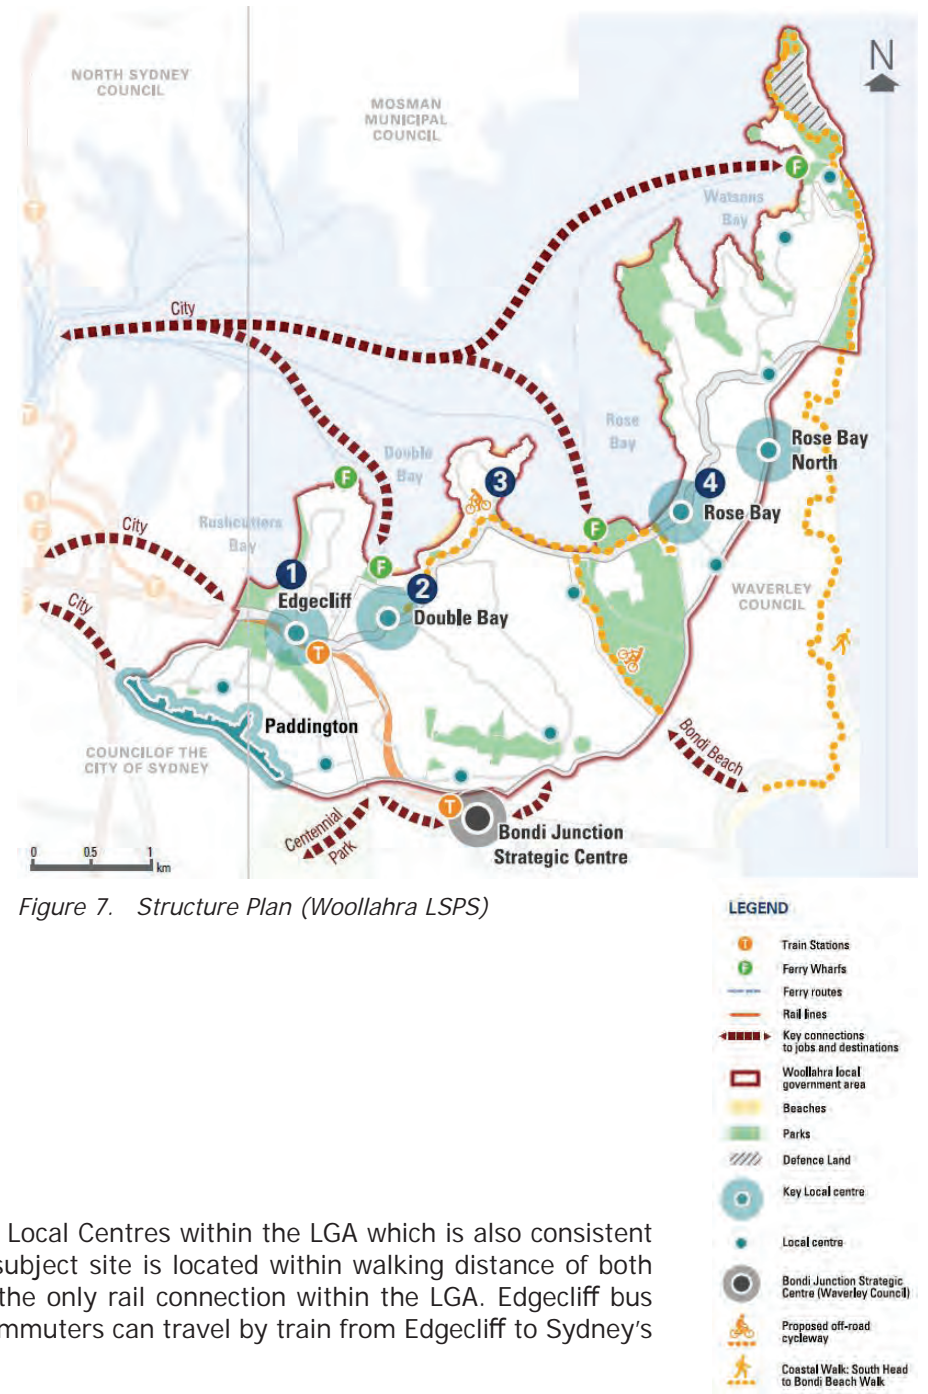 NORTH SYDNEY
COUNCIL
MOSMAN
MUNICIPAL
COUNCIL
N
F
Watsons
Bay
T
City
Rose
Bay
Rose Bay
North
Double
Bay
3
4
Rose Bay
F
Rushcutters
Bay
City
F
1
Edgecliff
F
2
Double Bay
WAVERLEY
COUNCIL
City
T
T
Paddington
COUNCILOF THE
CITY OF SYDNEY
Bondi Beach
T
Centennial
Park
Bondi Junction
Strategic Centre
0 0.5 1
km
Figure 7. Structure Plan (Woollahra LSPS)
LEGEND
T Train Stations
F Ferry Wharfs
Ferry routes
Rail lines
Key connections
to jobs and destinations
Woollahra local
government area
Beaches
Parks
Defence Land
Key Local centre
Local centre
Bondi Junction Strategic
Centre (Waverley Council)
Proposed off-road
cycleway
Coastal Walk: South Head
to Bondi Beach Walk
Local Centres within the LGA which is also consistent
subject site is located within walking distance of both
the only rail connection within the LGA. Edgecliff bus
mmuters can travel by train from Edgecliff to Sydney's